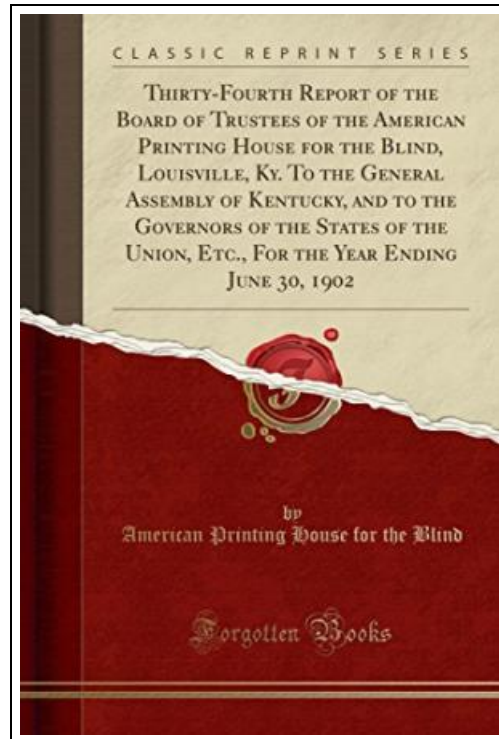 CLASSIC REPRINT SERIES
THIRTY-FOURTH REPORT OF THE
BOARD OF TRUSTEES OF THE AMERICAN
PRINTING HOUSE FOR THE BLIND,
LOUISVILLE, KY. TO THE GENERAL
ASSEMBLY OF KENTUCKY, AND TO THE
GOVERNORS OF THE STATES OF THE
UNION, ETC., FOR THE YEAR ENDING
JUNE 30, 1902
by
American Printing House for the Blind
Forgotten Books